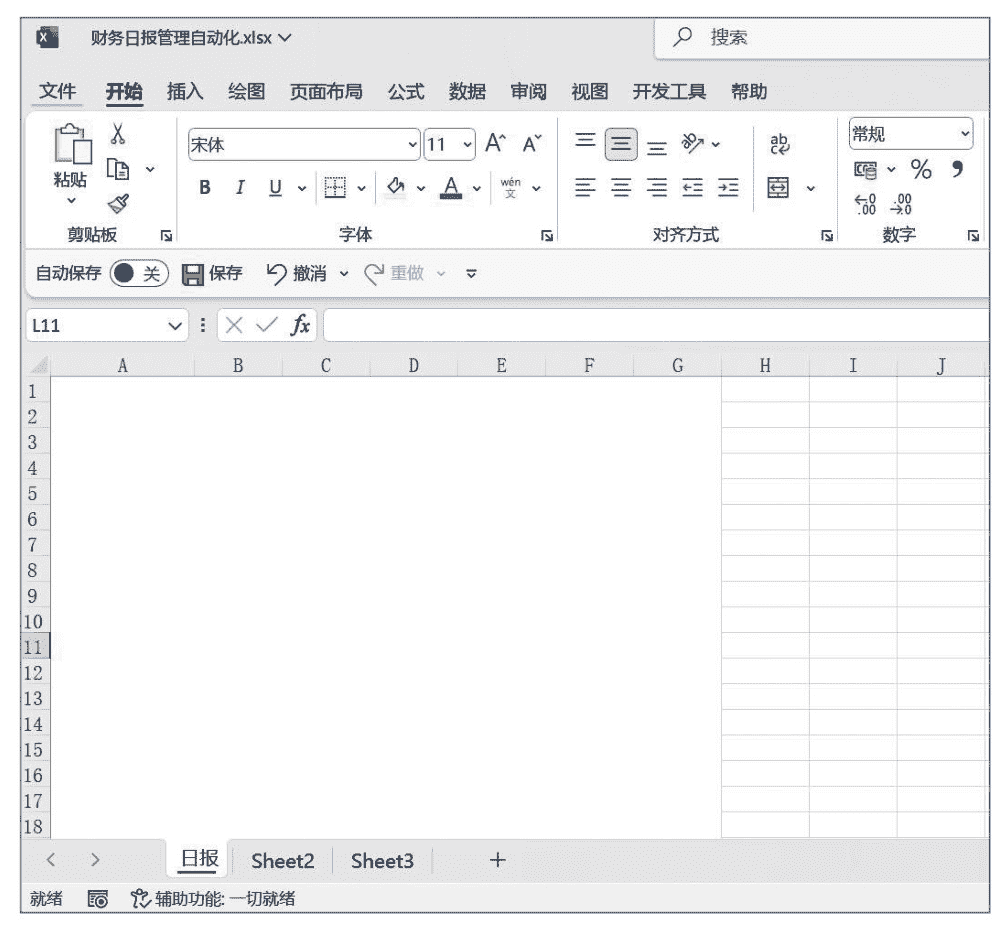 财务日报管理自动化.xlsx
搜索
文件 开始 插入 绘图 页面布局 公式 数据 审阅 视图 开发工具 帮助
粘贴
宋体 11 A A
常规
B I U A wén 文
ab
%
.00 .00
剪贴板 字体 对齐方式 数字
自动保存 关 保存 撤消 重做
L11 fx
A B C D E F G H I J
1
2
3
4
5
6
7
8
9
10
11
12
13
14
15
16
17
18
日报 Sheet2 Sheet3 +
就绪 辅助功能: 一切就绪